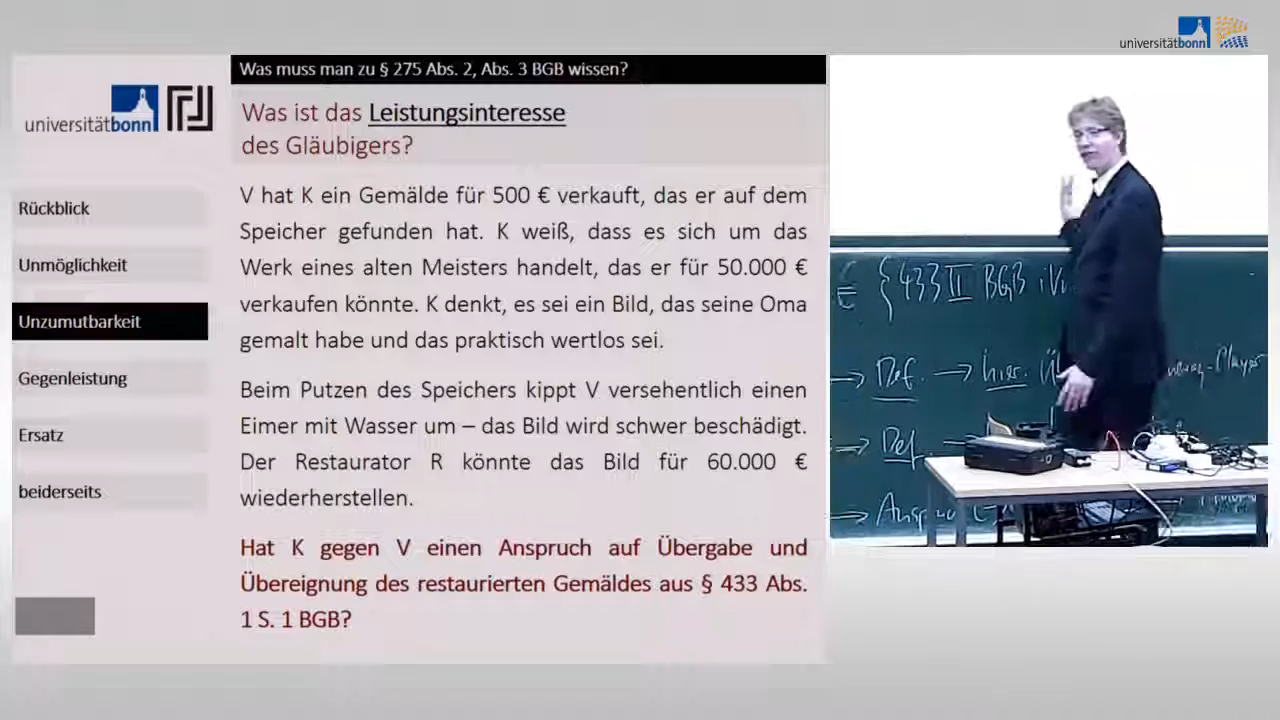 universitätbonn
Was muss man zu § 275 Abs. 2, Abs. 3 BGB wissen?
universitätbonn
Was ist das Leistungsinteresse
des Gläubigers?
V hat K ein Gemälde für 500 € verkauft, das er auf dem
Speicher gefunden hat. K weiß, dass es sich um das
Werk eines alten Meisters handelt, das er für 50.000 €
verkaufen könnte. K denkt, es sei ein Bild, das seine Oma
gemalt habe und das praktisch wertlos sei.
Beim Putzen des Speichers kippt V versehentlich einen
Eimer mit Wasser um – das Bild wird schwer beschädigt.
Der Restaurator R könnte das Bild für 60.000 €
wiederherstellen.
Hat K gegen V einen Anspruch auf Übergabe und
Übereignung des restaurierten Gemäldes aus § 433 Abs.
1 S. 1 BGB?
Rückblick
Unmöglichkeit
Unzumutbarkeit
Gegenleistung
Ersatz
beiderseits
€ § 433 II BGB iV
→ Def. → hier:
→ Def.